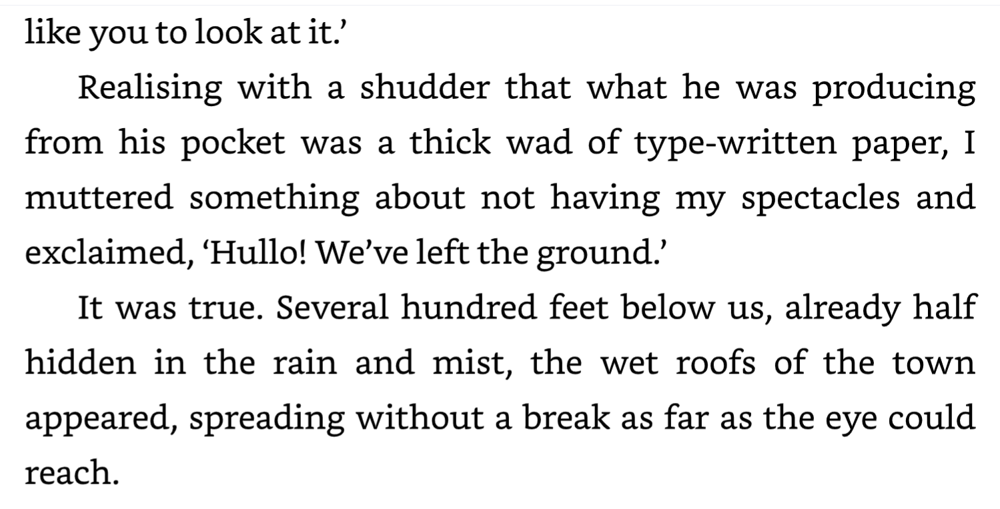 like you to look at it.’
Realising with a shudder that what he was producing
from his pocket was a thick wad of type-written paper, I
muttered something about not having my spectacles and
exclaimed, ‘Hullo! We’ve left the ground.’
It was true. Several hundred feet below us, already half
hidden in the rain and mist, the wet roofs of the town
appeared, spreading without a break as far as the eye could
reach.